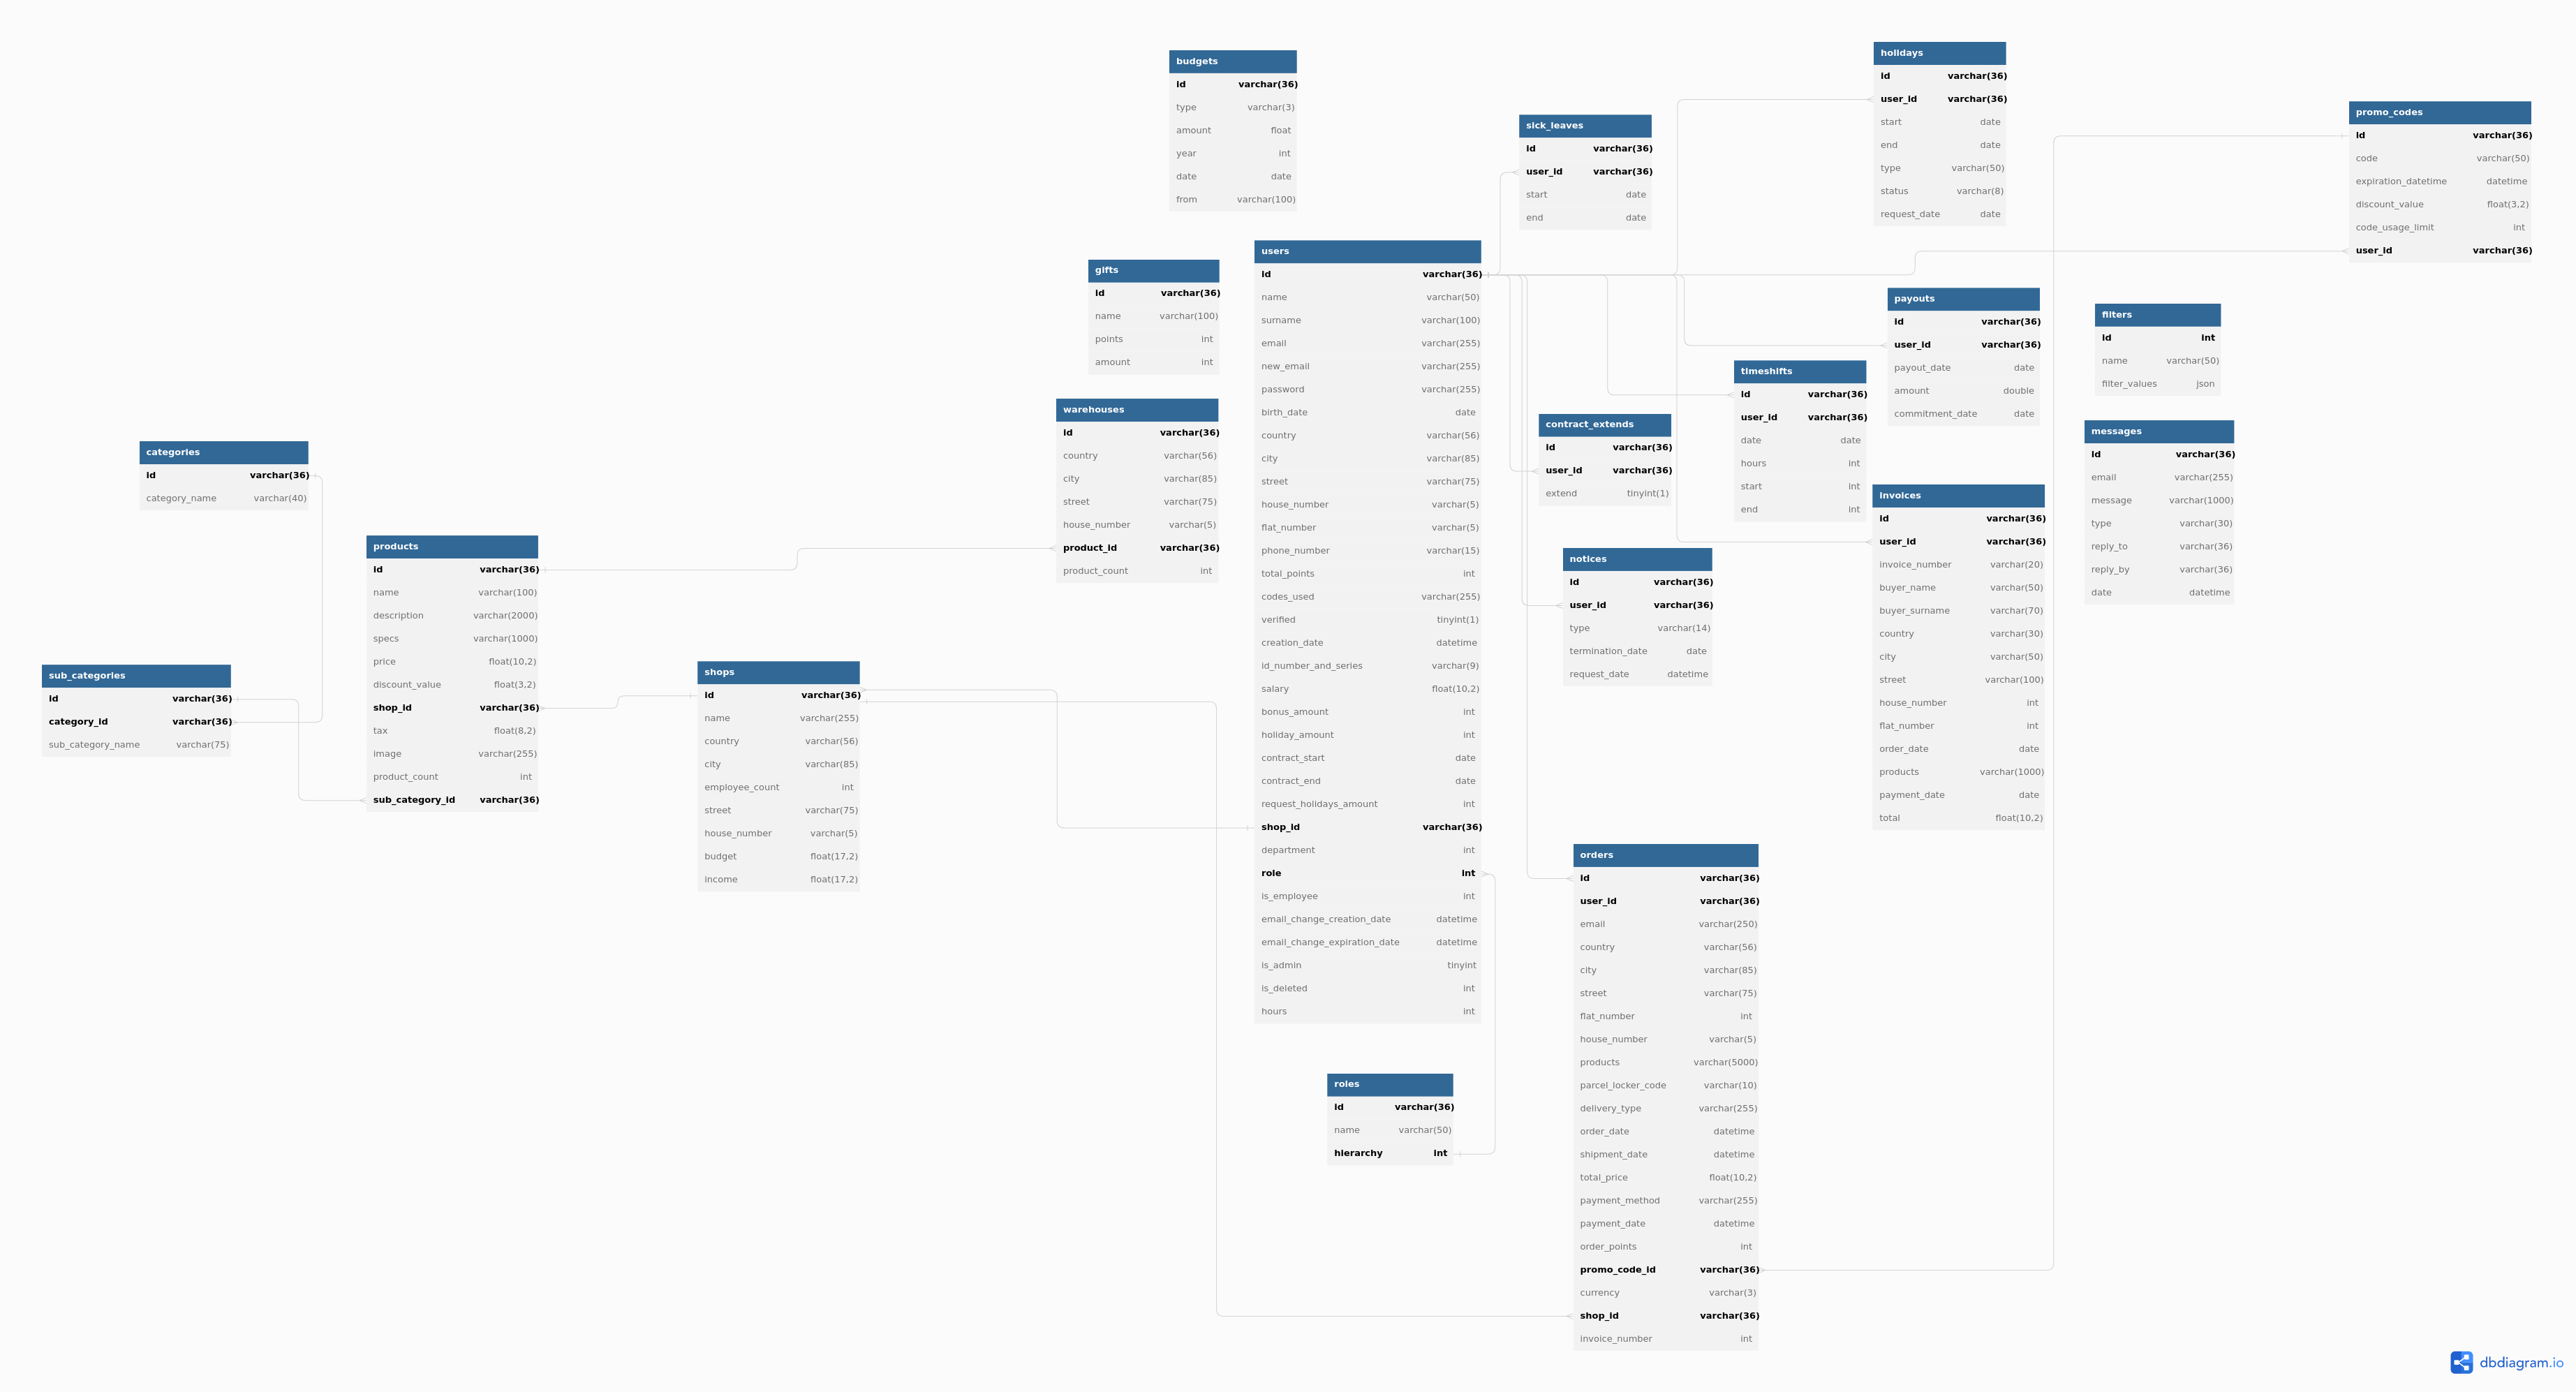 budgets
id varchar(36)
type varchar(3)
amount float
year int
date date
from varchar(100)
holidays
id varchar(36)
user_id varchar(36)
start date
end date
type varchar(50)
status varchar(8)
request_date date
promo_codes
id varchar(36)
code varchar(50)
expiration_datetime datetime
discount_value float(3,2)
code_usage_limit int
user_id varchar(36)
sick_leaves
id varchar(36)
user_id varchar(36)
start date
end date
users
id varchar(36)
name varchar(50)
surname varchar(100)
email varchar(255)
new_email varchar(255)
password varchar(255)
birth_date date
country varchar(56)
city varchar(85)
street varchar(75)
house_number varchar(5)
flat_number varchar(5)
phone_number varchar(15)
total_points int
codes_used varchar(255)
verified tinyint(1)
creation_date datetime
id_number_and_series varchar(9)
salary float(10,2)
bonus_amount int
holiday_amount int
contract_start date
contract_end date
request_holidays_amount int
shop_id varchar(36)
department int
role int
is_employee int
email_change_creation_date datetime
email_change_expiration_date datetime
is_admin tinyint
is_deleted int
hours int
gifts
id varchar(36)
name varchar(100)
points int
amount int
payouts
id varchar(36)
user_id varchar(36)
payout_date date
amount double
commitment_date date
filters
id int
name varchar(50)
filter_values json
timeshifts
id varchar(36)
user_id varchar(36)
date date
hours int
start int
end int
warehouses
id varchar(36)
country varchar(56)
city varchar(85)
street varchar(75)
house_number varchar(5)
product_id varchar(36)
product_count int
contract_extends
id varchar(36)
user_id varchar(36)
extend tinyint(1)
messages
id varchar(36)
email varchar(255)
message varchar(1000)
type varchar(30)
reply_to varchar(36)
reply_by varchar(36)
date datetime
categories
id varchar(36)
category_name varchar(40)
invoices
id varchar(36)
user_id varchar(36)
invoice_number varchar(20)
buyer_name varchar(50)
buyer_surname varchar(70)
country varchar(30)
city varchar(50)
street varchar(100)
house_number int
flat_number int
order_date date
products varchar(1000)
payment_date date
total float(10,2)
products
id varchar(36)
name varchar(100)
description varchar(2000)
specs varchar(1000)
price float(10,2)
discount_value float(3,2)
shop_id varchar(36)
tax float(8,2)
image varchar(255)
product_count int
sub_category_id varchar(36)
notices
id varchar(36)
user_id varchar(36)
type varchar(14)
termination_date date
request_date datetime
sub_categories
id varchar(36)
category_id varchar(36)
sub_category_name varchar(75)
shops
id varchar(36)
name varchar(255)
country varchar(56)
city varchar(85)
employee_count int
street varchar(75)
house_number varchar(5)
budget float(17,2)
income float(17,2)
orders
id varchar(36)
user_id varchar(36)
email varchar(250)
country varchar(56)
city varchar(85)
street varchar(75)
flat_number int
house_number varchar(5)
products varchar(5000)
parcel_locker_code varchar(10)
delivery_type varchar(255)
order_date datetime
shipment_date datetime
total_price float(10,2)
payment_method varchar(255)
payment_date datetime
order_points int
promo_code_id varchar(36)
currency varchar(3)
shop_id varchar(36)
invoice_number int
roles
id varchar(36)
name varchar(50)
hierarchy int
dbdiagram.io